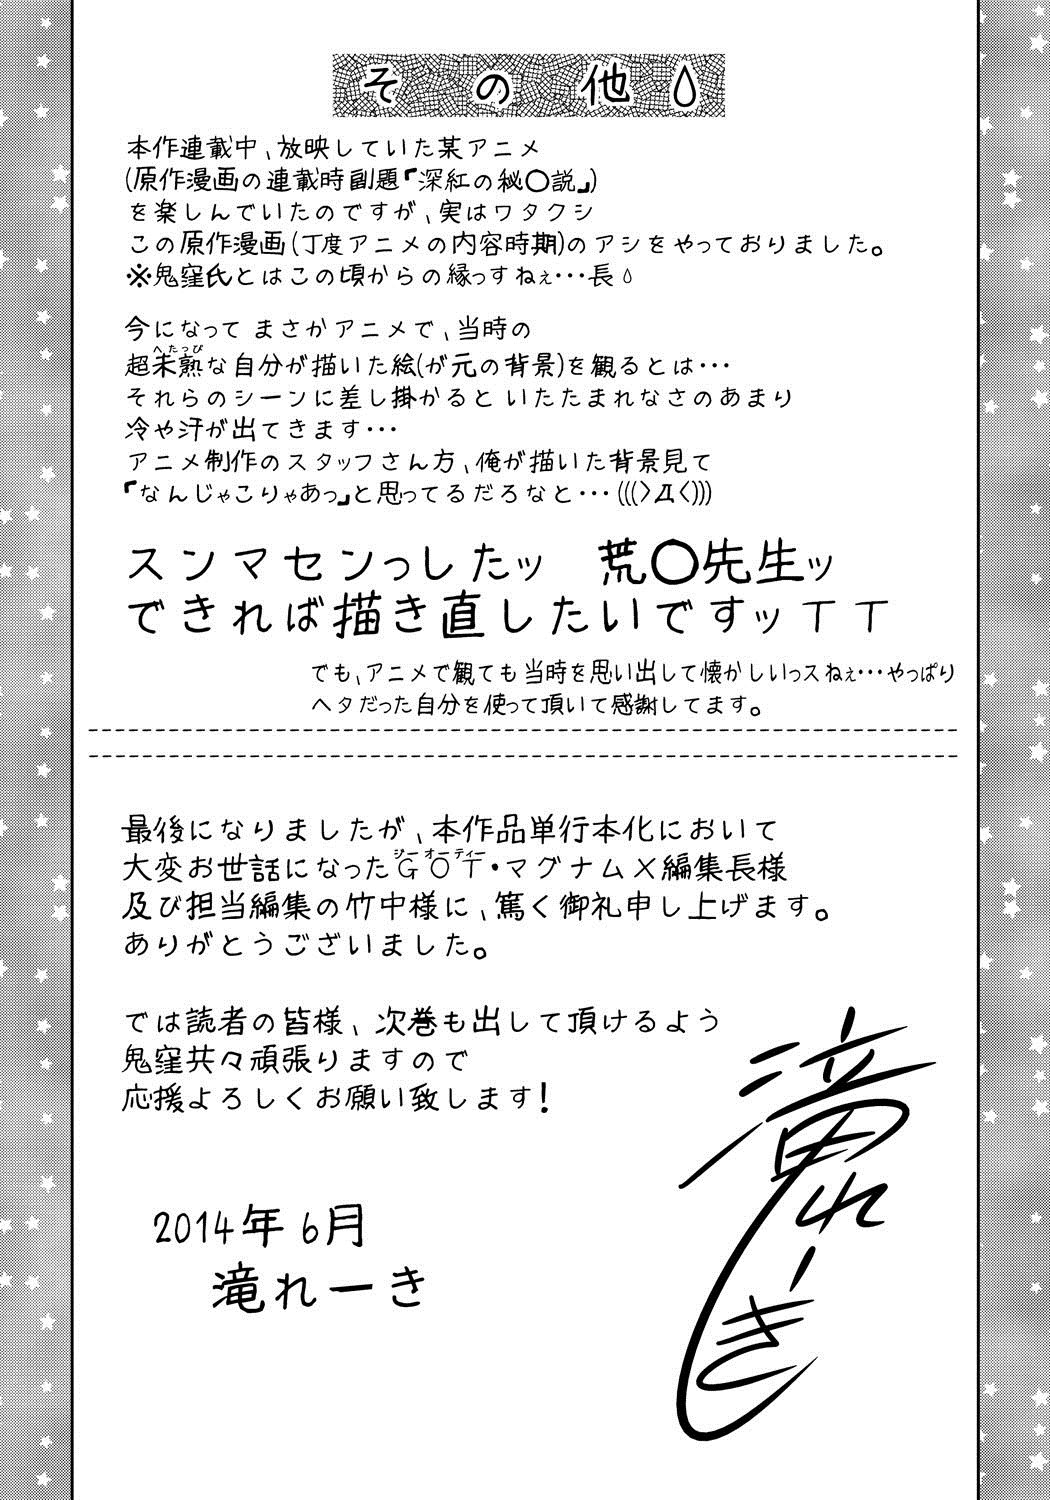 その他
本作連載中、放映していた某アニメ
(原作漫画の連載時副題『深紅の秘〇説』)
を楽しんでいたのですが、実はワタクシ
この原作漫画(丁度アニメの内容時期)のアシをやっておりました。
※鬼窪氏とはこの頃からの縁っすねぇ・・・長
今になって まさかアニメで、当時の
超未熟な自分が描いた絵(が元の背景)を観るとは・・・
へたっぴ
それらのシーンに差し掛かると いたたまれなさのあまり
冷や汗が出てきます・・・
アニメ制作のスタッフさん方、俺が描いた背景見て
『なんじゃこりゃあっ』と思ってるだろなと・・・(((〉Д〈)))
スンマセンっしたッ 荒〇先生ッ
できれば描き直したいですッTT
でも、アニメで観ても当時を思い出して懐かしいっスねぇ・・・やっぱり
ヘタだった自分を使って頂いて感謝してます。
最後になりましたが、本作品単行本化において
大変お世話になったGOT・マグナムX編集長様
ジーオーティー
及び担当編集の竹中様に、篤く御礼申し上げます。
ありがとうございました。
では読者の皆様、次巻も出して頂けるよう
鬼窪共々頑張りますので
応援よろしくお願い致します!
2014年6月
滝れーき
滝れーき